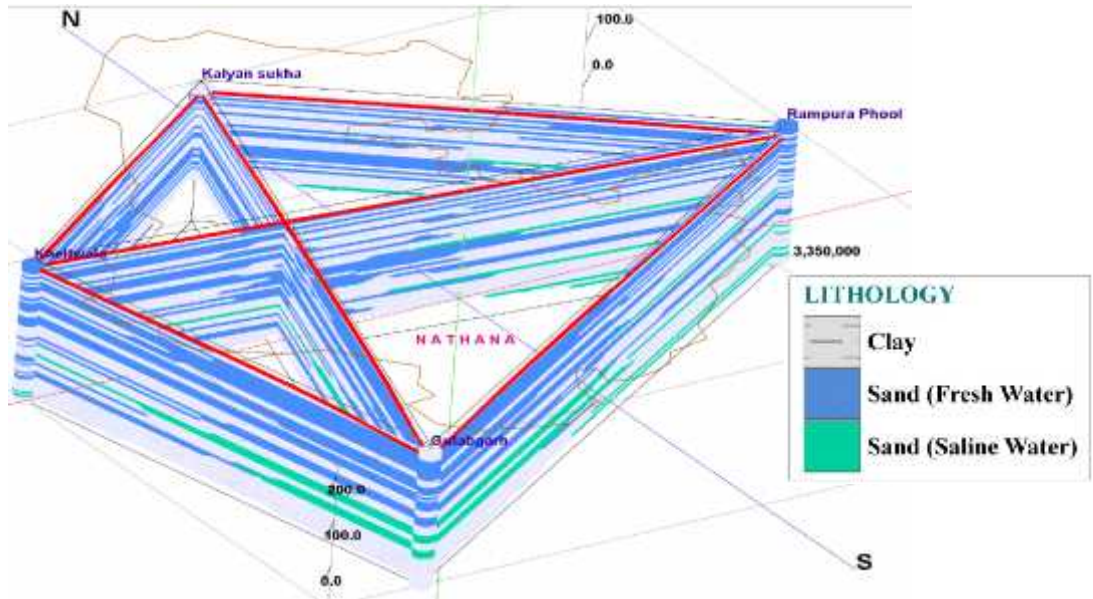 N
100.0
Kalyan sukha
0.0
Rampura Phool
3,350,000
LITHOLOGY
Clay
NATHANA
Sand (Fresh Water)
Sand (Saline Water)
200.0
100.0
0.0
S